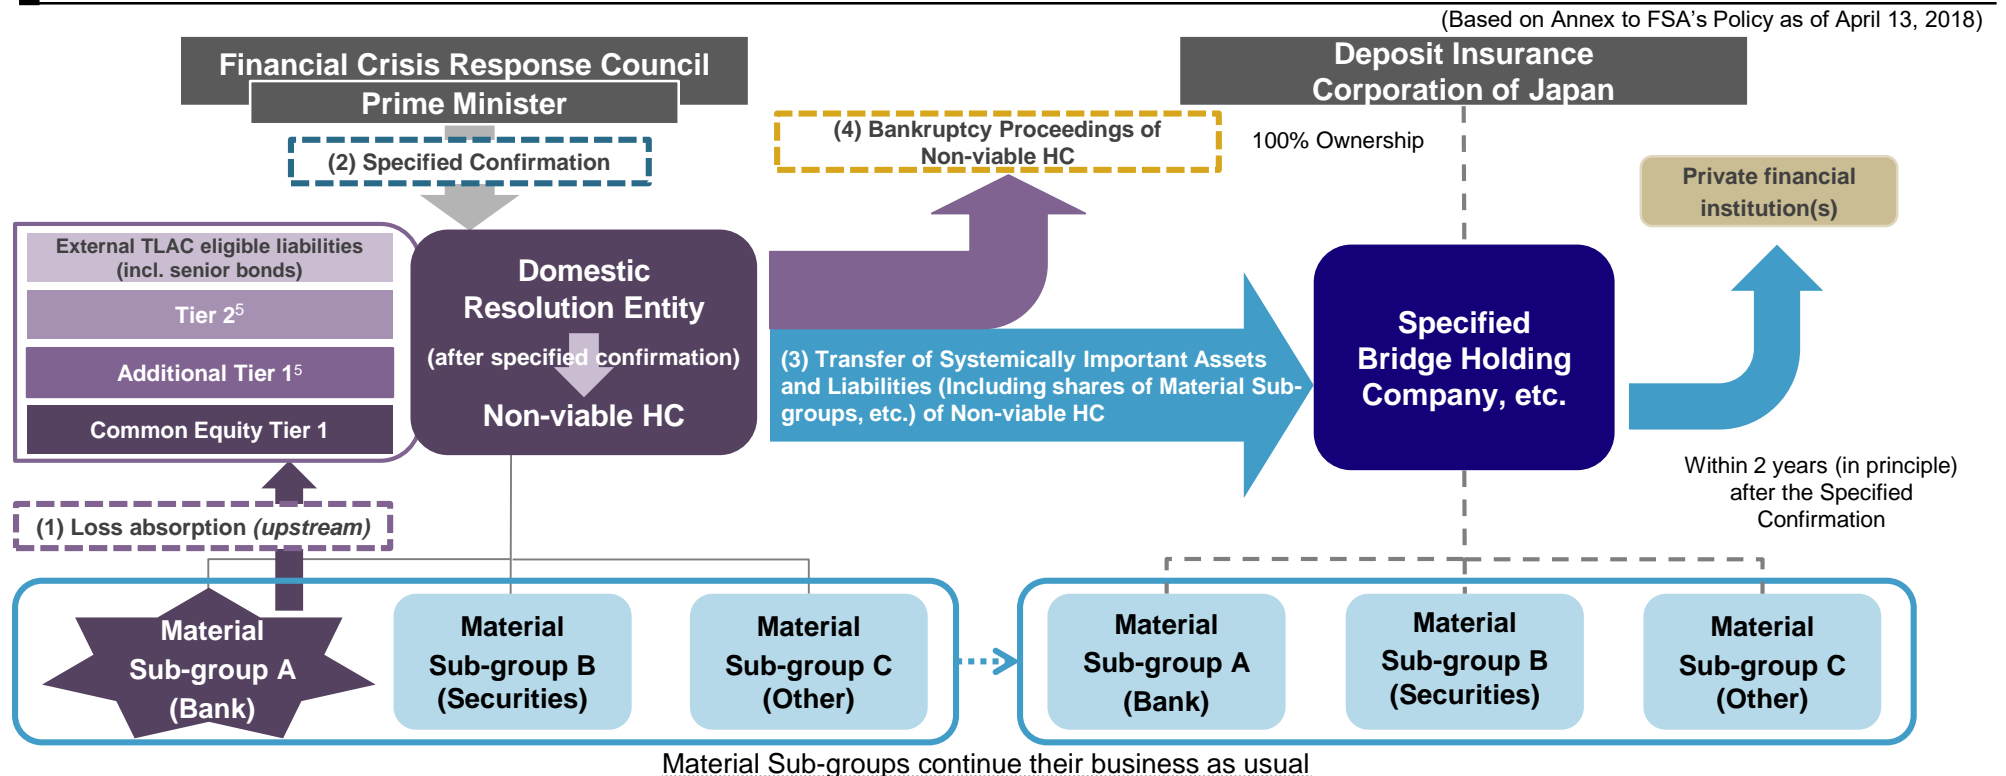 (Based on Annex to FSA's Policy as of April 13, 2018)
Financial Crisis Response Council
Prime Minister
Deposit Insurance
Corporation of Japan
(2) Specified Confirmation
(4) Bankruptcy Proceedings of
Non-viable HC
100% Ownership
Private financial
institution(s)
External TLAC eligible liabilities
(incl. senior bonds)
Tier 2⁵
Additional Tier 1⁵
Common Equity Tier 1
Domestic
Resolution Entity
(after specified confirmation)
Non-viable HC
(3) Transfer of Systemically Important Assets
and Liabilities (Including shares of Material Sub-
groups, etc.) of Non-viable HC
Specified
Bridge Holding
Company, etc.
Within 2 years (in principle)
after the Specified
Confirmation
(1) Loss absorption (upstream)
Material
Sub-group A
(Bank)
Material
Sub-group B
(Securities)
Material
Sub-group C
(Other)
Material
Sub-group A
(Bank)
Material
Sub-group B
(Securities)
Material
Sub-group C
(Other)
Material Sub-groups continue their business as usual